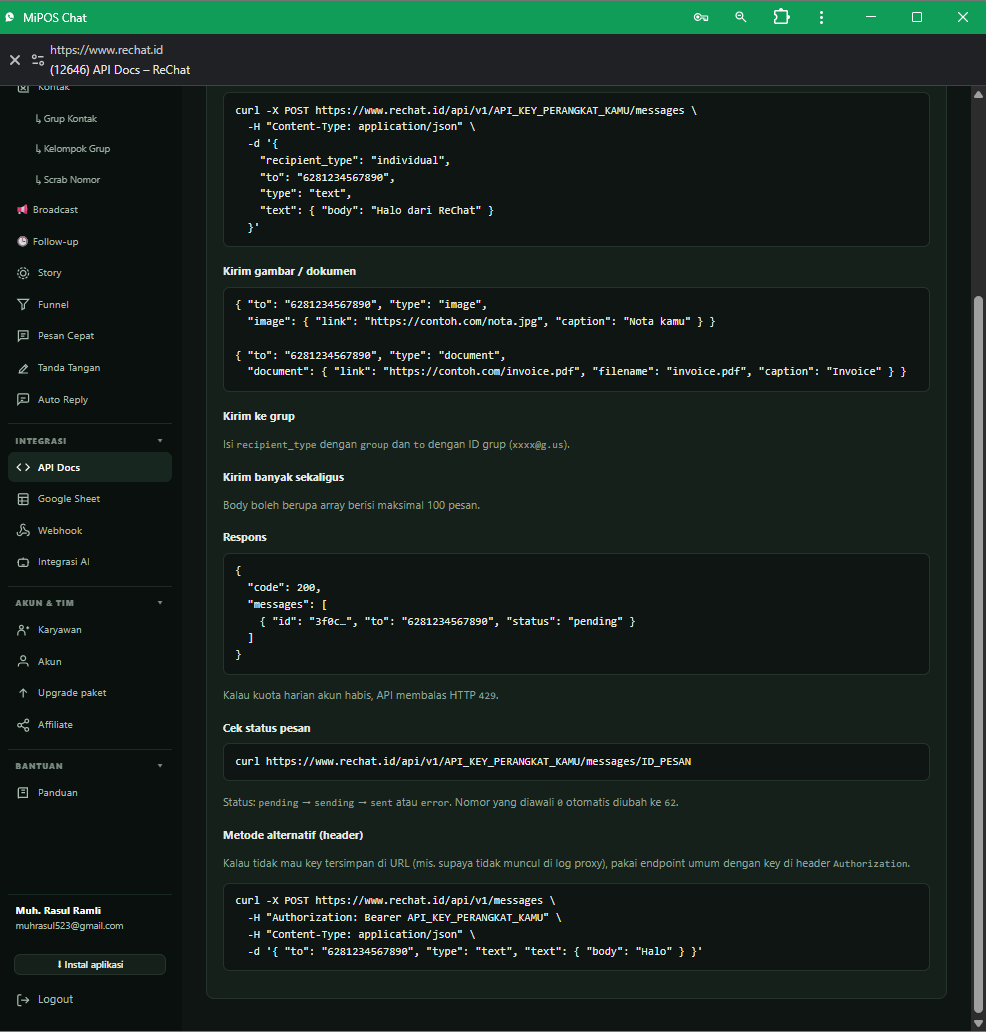 MiPOS Chat
https://www.rechat.id
(12646) API Docs – ReChat
Kontak
↳ Grup Kontak
↳ Kelompok Grup
↳ Scrab Nomor
Broadcast
Follow-up
Story
Funnel
Pesan Cepat
Tanda Tangan
Auto Reply
INTEGRASI
API Docs
Google Sheet
Webhook
Integrasi AI
AKUN & TIM
Karyawan
Akun
Upgrade paket
Affiliate
BANTUAN
Panduan
Muh. Rasul Ramli
muhrasul523@gmail.com
⬇ Instal aplikasi
Logout
curl -X POST https://www.rechat.id/api/v1/API_KEY_PERANGKAT_KAMU/messages \
-H "Content-Type: application/json" \
-d '{
"recipient_type": "individual",
"to": "6281234567890",
"type": "text",
"text": { "body": "Halo dari ReChat" }
}'
Kirim gambar / dokumen
{ "to": "6281234567890", "type": "image",
"image": { "link": "https://contoh.com/nota.jpg", "caption": "Nota kamu" } }
{ "to": "6281234567890", "type": "document",
"document": { "link": "https://contoh.com/invoice.pdf", "filename": "invoice.pdf", "caption": "Invoice" } }
Kirim ke grup
Isi recipient_type dengan group dan to dengan ID grup (xxxx@g.us).
Kirim banyak sekaligus
Body boleh berupa array berisi maksimal 100 pesan.
Respons
{
"code": 200,
"messages": [
{ "id": "3f0c…", "to": "6281234567890", "status": "pending" }
]
}
Kalau kuota harian akun habis, API membalas HTTP 429.
Cek status pesan
curl https://www.rechat.id/api/v1/API_KEY_PERANGKAT_KAMU/messages/ID_PESAN
Status: pending → sending → sent atau error. Nomor yang diawali 0 otomatis diubah ke 62.
Metode alternatif (header)
Kalau tidak mau key tersimpan di URL (mis. supaya tidak muncul di log proxy), pakai endpoint umum dengan key di header Authorization.
curl -X POST https://www.rechat.id/api/v1/messages \
-H "Authorization: Bearer API_KEY_PERANGKAT_KAMU" \
-H "Content-Type: application/json" \
-d '{ "to": "6281234567890", "type": "text", "text": { "body": "Halo" } }'